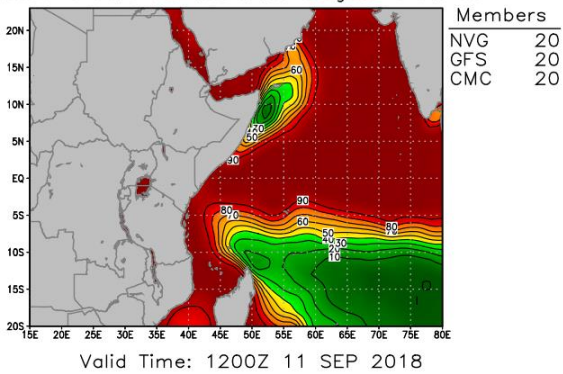 Members
NVG 20
GFS 20
CMC 20
20N
15N
10N
5N
EQ
5S
10S
15S
20S
60
50
90
80
90
60
50
30
20
10
80
15E 20E 25E 30E 35E 40E 45E 50E 55E 60E 65E 70E 75E 80E
Valid Time: 1200Z 11 SEP 2018